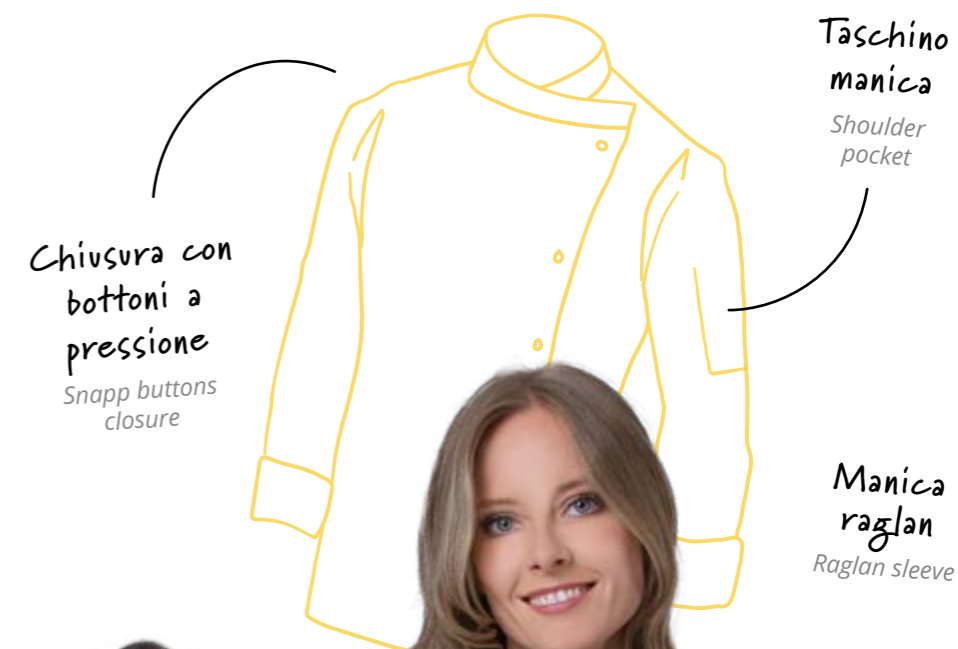 Taschino
manica
Shoulder
pocket
Chiusura con
bottoni a
pressione
Snapp buttons
closure
Manica
raglan
Raglan sleeve